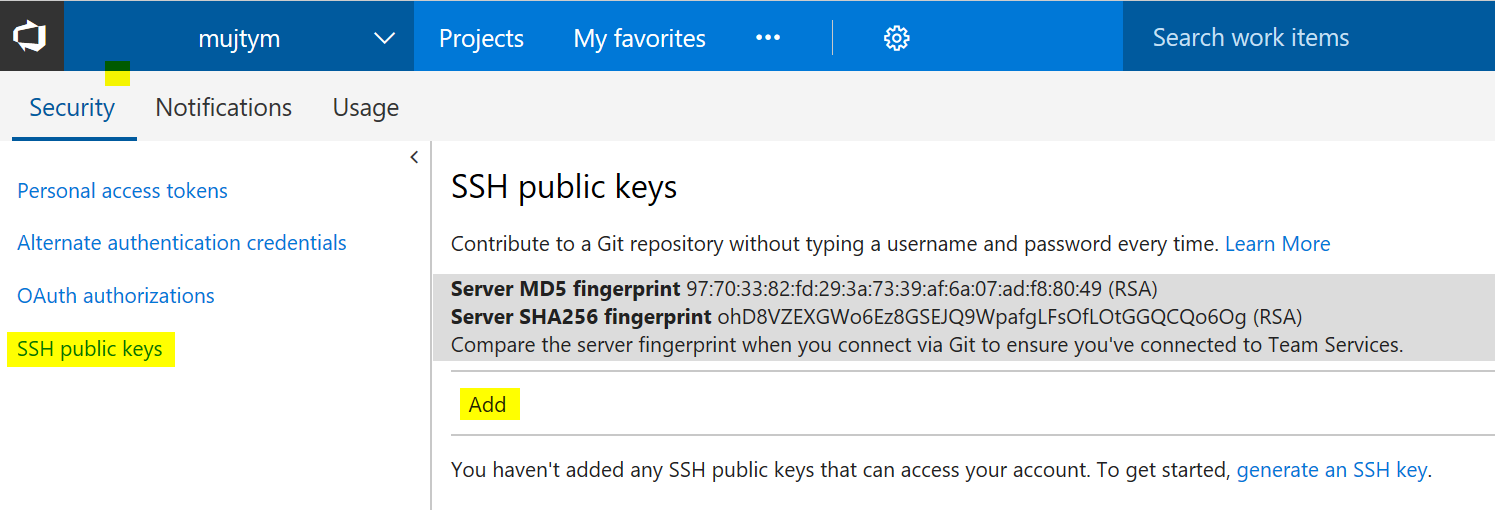 mujtym
Projects
My favorites
Search work items
Security
Notifications
Usage
Personal access tokens
Alternate authentication credentials
OAuth authorizations
SSH public keys
SSH public keys
Contribute to a Git repository without typing a username and password every time. Learn More
Server MD5 fingerprint 97:70:33:82:fd:29:3a:73:39:af:6a:07:ad:f8:80:49 (RSA)
Server SHA256 fingerprint ohD8VZEXGWo6Ez8GSEJQ9WpafgLFsOfLOtGGQCQo6Og (RSA)
Compare the server fingerprint when you connect via Git to ensure you've connected to Team Services.
Add
You haven't added any SSH public keys that can access your account. To get started, generate an SSH key.